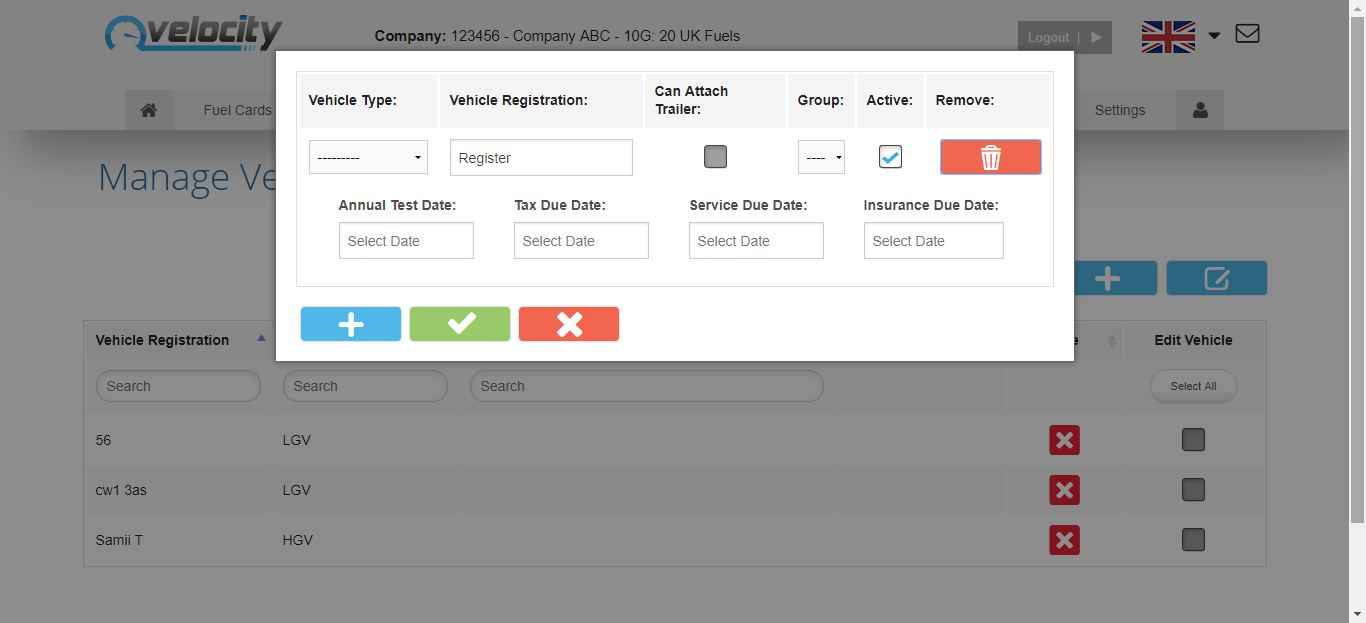 velocity
Company: 123456 - Company ABC - 10G: 20 UK Fuels
Logout |
Fuel Cards
Settings
Manage Ve
Vehicle Type:
Vehicle Registration:
Can Attach
Trailer:
Group:
Active:
Remove:
---------
Register
----
Annual Test Date:
Tax Due Date:
Service Due Date:
Insurance Due Date:
Select Date
Select Date
Select Date
Select Date
Vehicle Registration
e
Edit Vehicle
Search
Search
Search
Select All
56
LGV
cw1 3as
LGV
Samii T
HGV